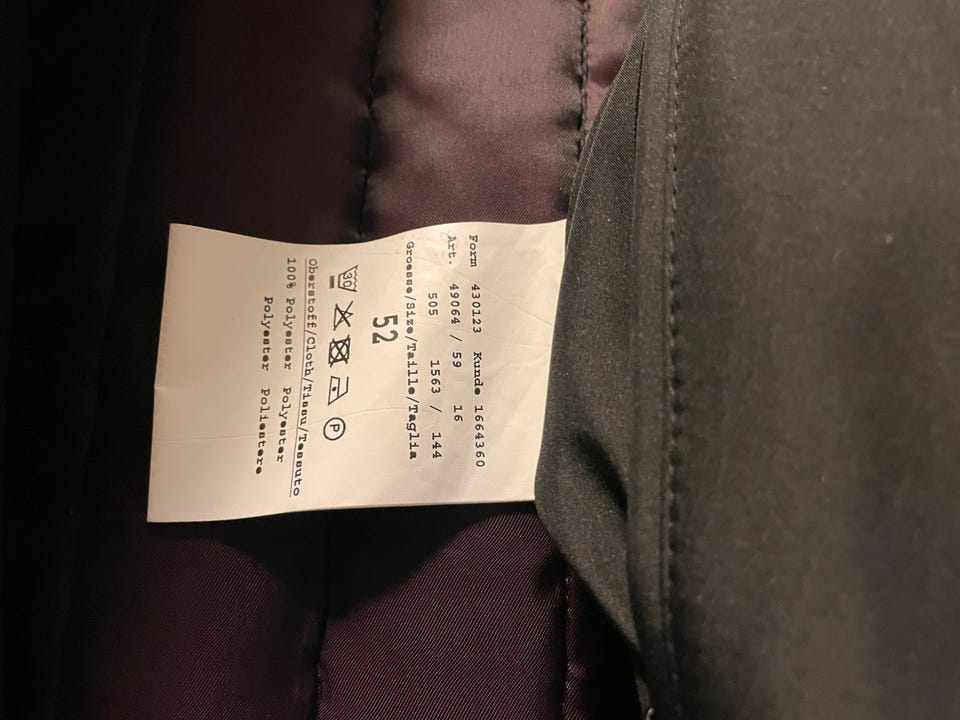 Form 430123 Kunde 1664360
Art. 49064 / 59 16
505 1563 / 144
Groesse/Size/Taille/Taglia
52
30 P
Oberstoff/Cloth/Tissu/Tessuto
100% Polyester Polyester
Polyester Poliestere